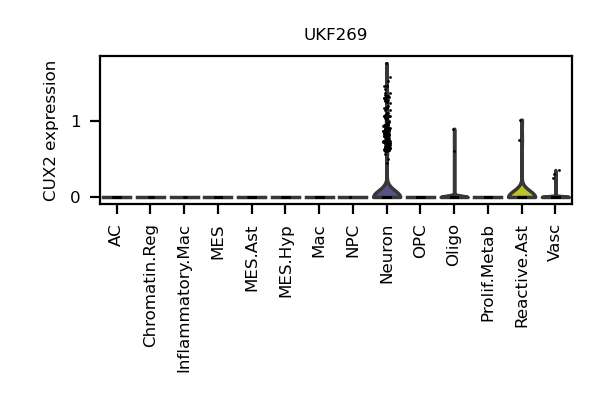 UKF269
CUX2 expression
1
0
AC
Chromatin.Reg
Inflammatory.Mac
MES
MES.Ast
MES.Hyp
Mac
NPC
Neuron
OPC
Oligo
Prolif.Metab
Reactive.Ast
Vasc